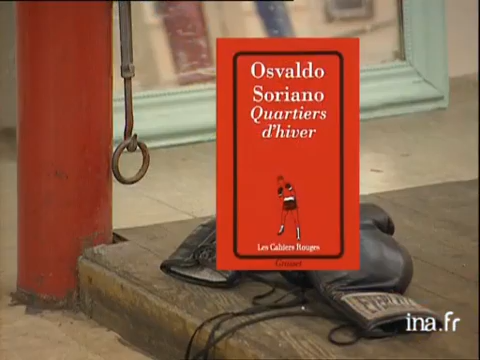 Osvaldo
Soriano
Quartiers
d'hiver
Les Cahiers Rouges
Grasset
ina.fr